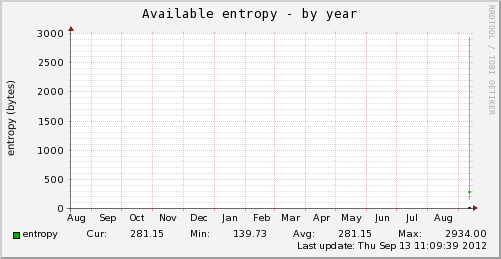 Available entropy - by year
RRDTOOL / TOBI OETIKER
entropy (bytes)
3000
2500
2000
1500
1000
500
0
Aug Sep Oct Nov Dec Jan Feb Mar Apr May Jun Jul Aug
entropy Cur: 281.15 Min: 139.73 Avg: 281.15 Max: 2934.00
Last update: Thu Sep 13 11:09:39 2012